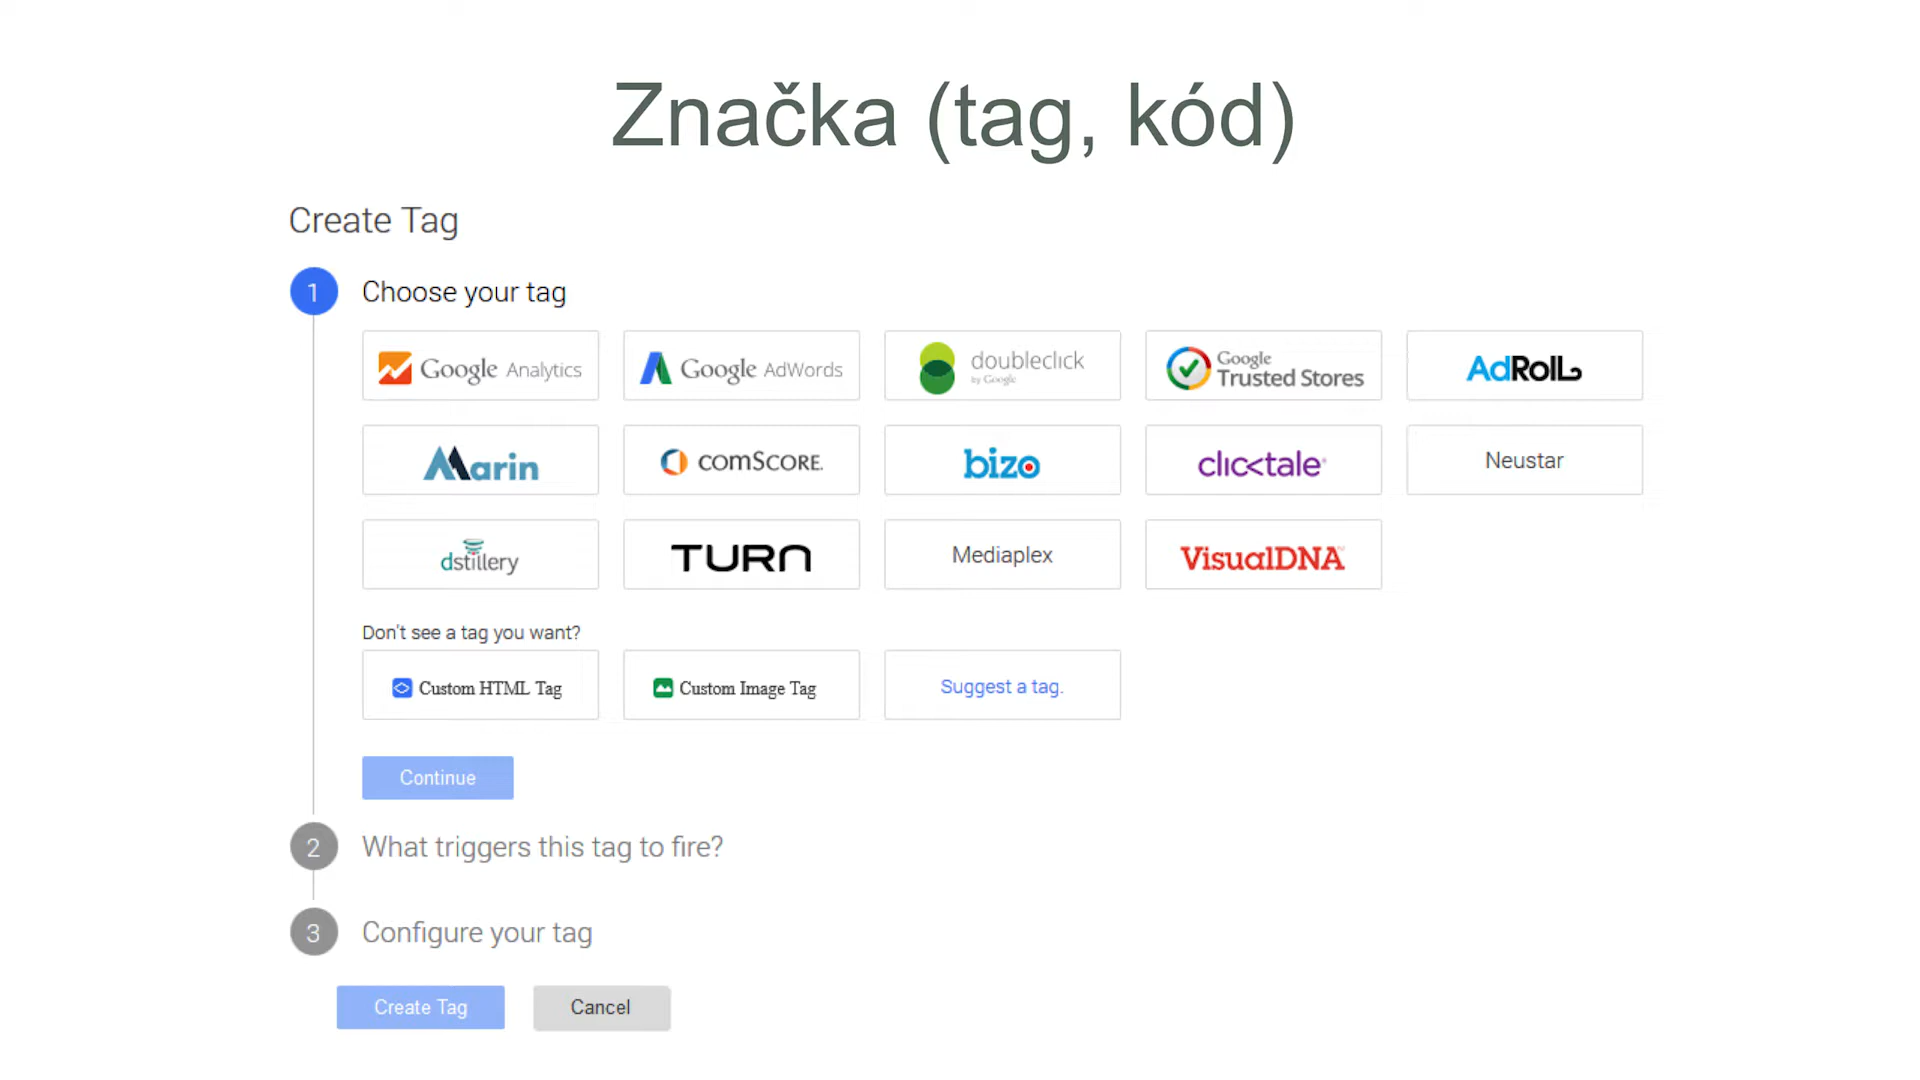 Značka (tag, kód)
Create Tag
1 Choose your tag
Google Analytics
Google AdWords
doubleclick
by Google
Google
Trusted Stores
AdRoll
Marin
comSCORE.
bizo
clicktale
Neustar
dstillery
TURN
Mediaplex
VisualDNA
Don't see a tag you want?
Custom HTML Tag
Custom Image Tag
Suggest a tag.
Continue
2 What triggers this tag to fire?
3 Configure your tag
Create Tag
Cancel